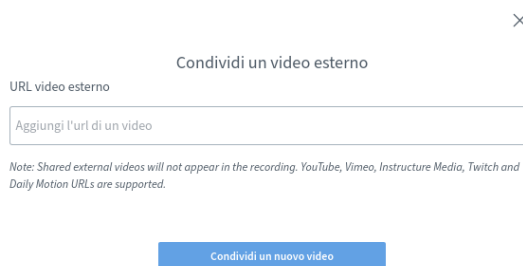 Condividi un video esterno
URL video esterno
Aggiungi l'url di un video
Note: Shared external videos will not appear in the recording. YouTube, Vimeo, Instructure Media, Twitch and
Daily Motion URLs are supported.
Condividi un nuovo video